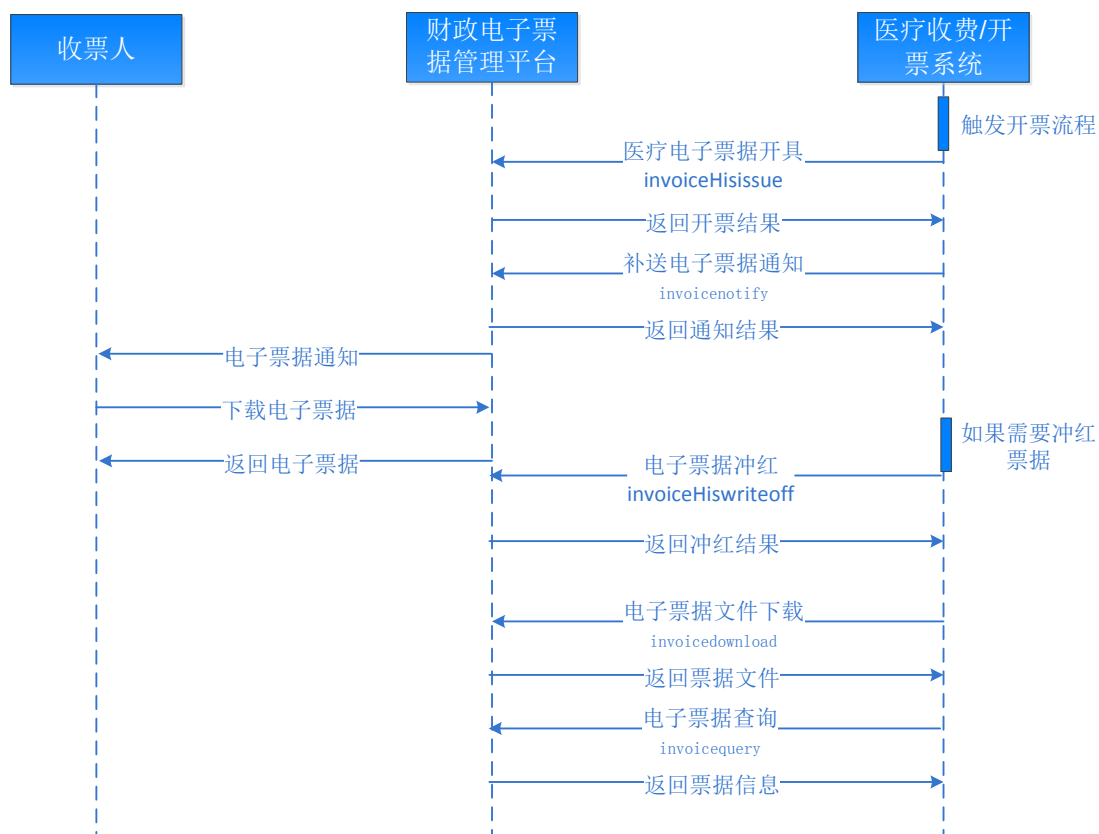 收票人
财政电子票
据管理平台
医疗收费/开
票系统
触发开票流程
医疗电子票据开具
invoiceHisissue
返回开票结果
补送电子票据通知
invoicenotify
返回通知结果
电子票据通知
下载电子票据
如果需要冲红
票据
返回电子票据
电子票据冲红
invoiceHiswriteoff
返回冲红结果
电子票据文件下载
invoicedownload
返回票据文件
电子票据查询
invoicequery
返回票据信息